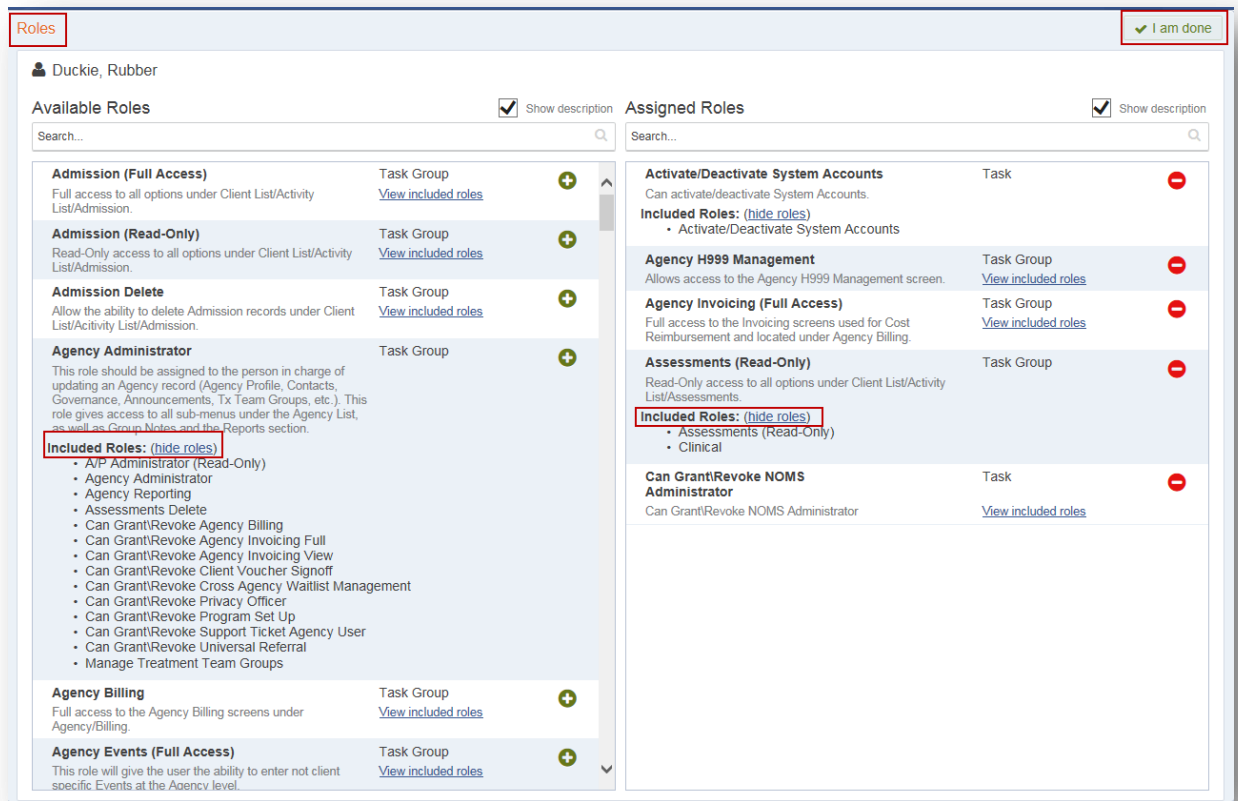 Roles
I am done
Duckie, Rubber
Available Roles
Show description
Search...
Admission (Full Access)
Task Group
Full access to all options under Client List/Activity
View included roles
List/Admission.
Admission (Read-Only)
Task Group
Read-Only access to all options under Client List/Activity
View included roles
List/Admission.
Admission Delete
Task Group
Allow the ability to delete Admission records under Client
View included roles
List/Acitivity List/Admission.
Agency Administrator
Task Group
This role should be assigned to the person in charge of
updating an Agency record (Agency Profile, Contacts,
Governance, Announcements, Tx Team Groups, etc.). This
role gives access to all sub-menus under the Agency List,
as well as Group Notes and the Reports section.
Included Roles: (hide roles)
• A/P Administrator (Read-Only)
• Agency Administrator
• Agency Reporting
• Assessments Delete
• Can Grant\Revoke Agency Billing
• Can Grant\Revoke Agency Invoicing Full
• Can Grant\Revoke Agency Invoicing View
• Can Grant\Revoke Client Voucher Signoff
• Can Grant\Revoke Cross Agency Waitlist Management
• Can Grant\Revoke Privacy Officer
• Can Grant\Revoke Program Set Up
• Can Grant\Revoke Support Ticket Agency User
• Can Grant\Revoke Universal Referral
• Manage Treatment Team Groups
Agency Billing
Task Group
Full access to the Agency Billing screens under
View included roles
Agency/Billing.
Agency Events (Full Access)
Task Group
This role will give the user the ability to enter not client
View included roles
specific Events at the Agency level.
Assigned Roles
Show description
Search...
Activate/Deactivate System Accounts
Task
Can activate/deactivate System Accounts.
Included Roles: (hide roles)
• Activate/Deactivate System Accounts
Agency H999 Management
Task Group
Allows access to the Agency H999 Management screen.
View included roles
Agency Invoicing (Full Access)
Task Group
Full access to the Invoicing screens used for Cost
View included roles
Reimbursement and located under Agency Billing.
Assessments (Read-Only)
Task Group
Read-Only access to all options under Client List/Activity
List/Assessments.
Included Roles: (hide roles)
• Assessments (Read-Only)
• Clinical
Can Grant\Revoke NOMS
Task
Administrator
Can Grant\Revoke NOMS Administrator
View included roles